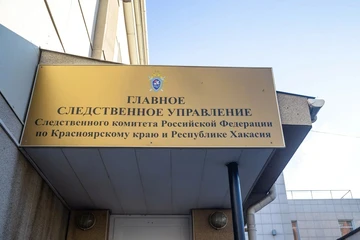 ГЛАВНОЕ
СЛЕДСТВЕННОЕ УПРАВЛЕНИЕ
Следственного комитета Российской Федерации
по Красноярскому краю и Республике Хакасия